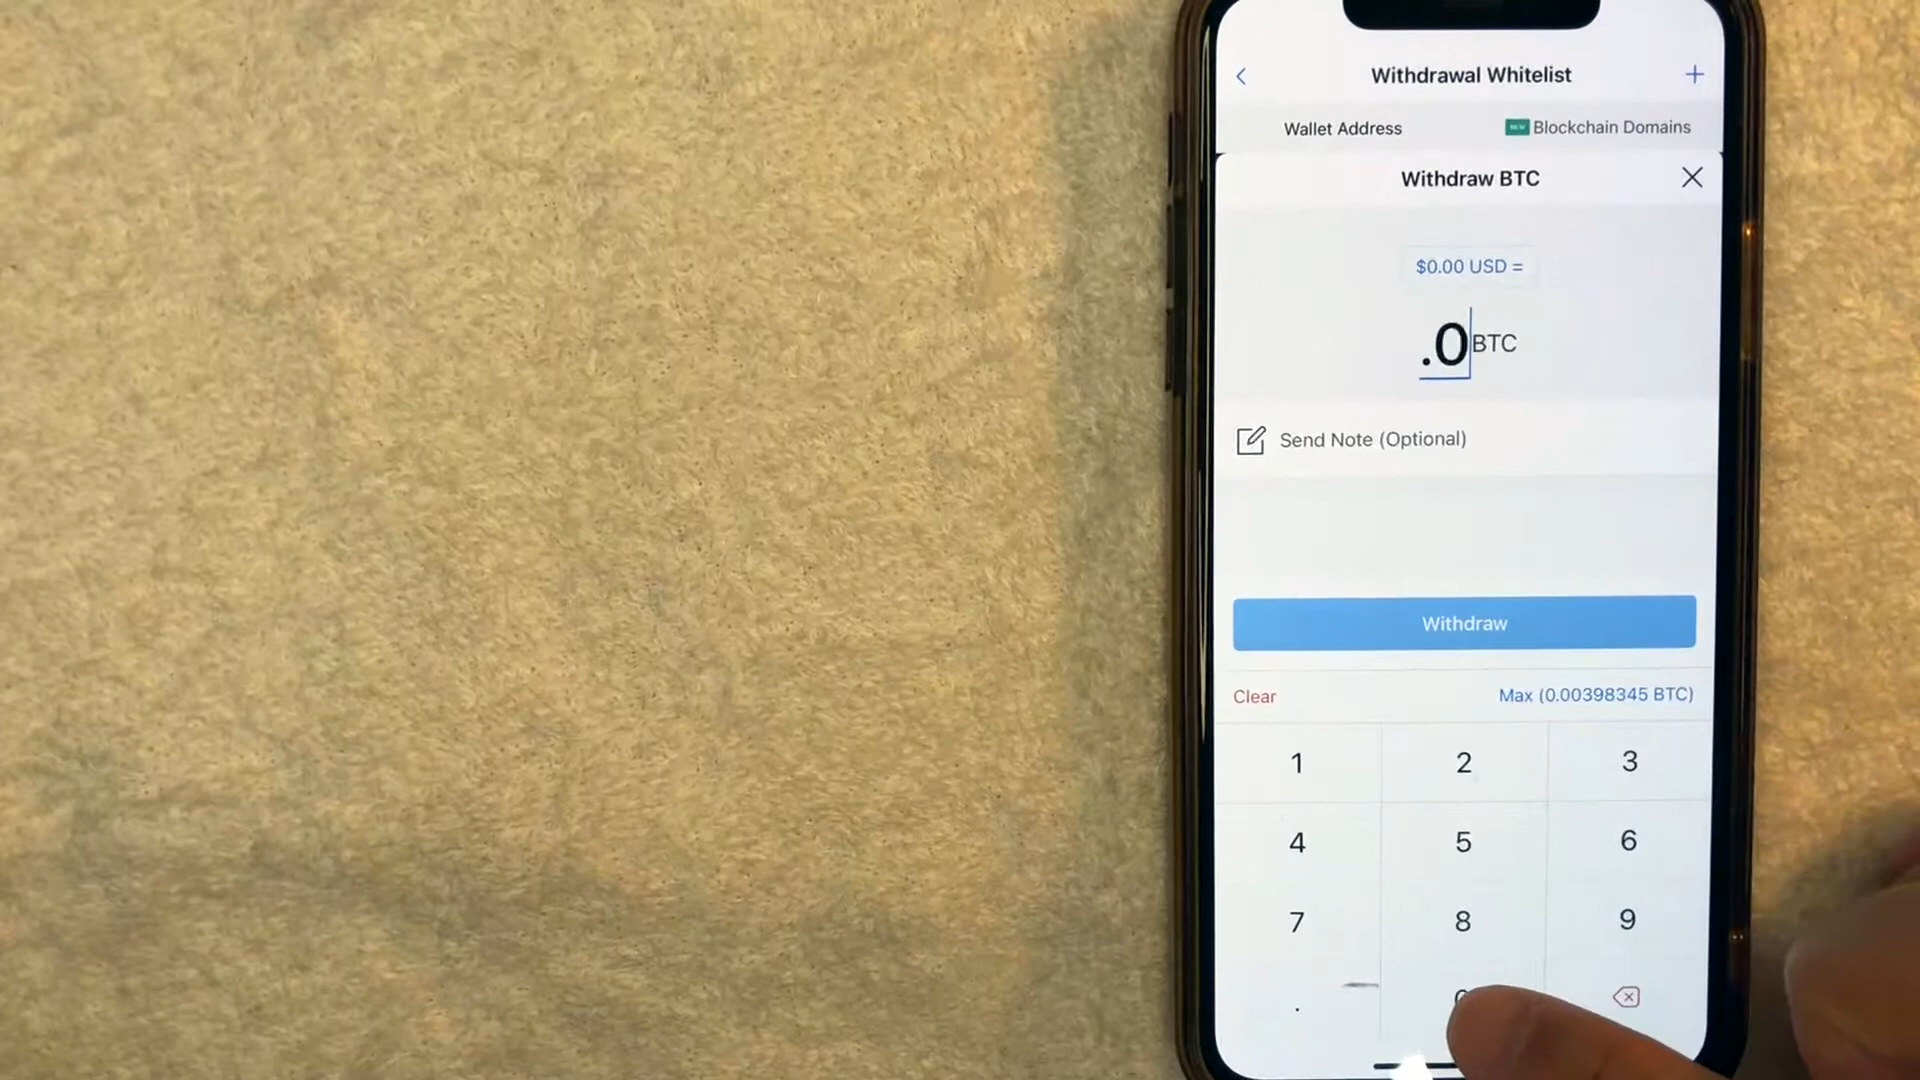 Withdrawal Whitelist +
Wallet Address
NEW Blockchain Domains
Withdraw BTC
$0.00 USD =
.0 BTC
Send Note (Optional)
Withdraw
Clear
Max (0.00398345 BTC)
1 2 3
4 5 6
7 8 9
.